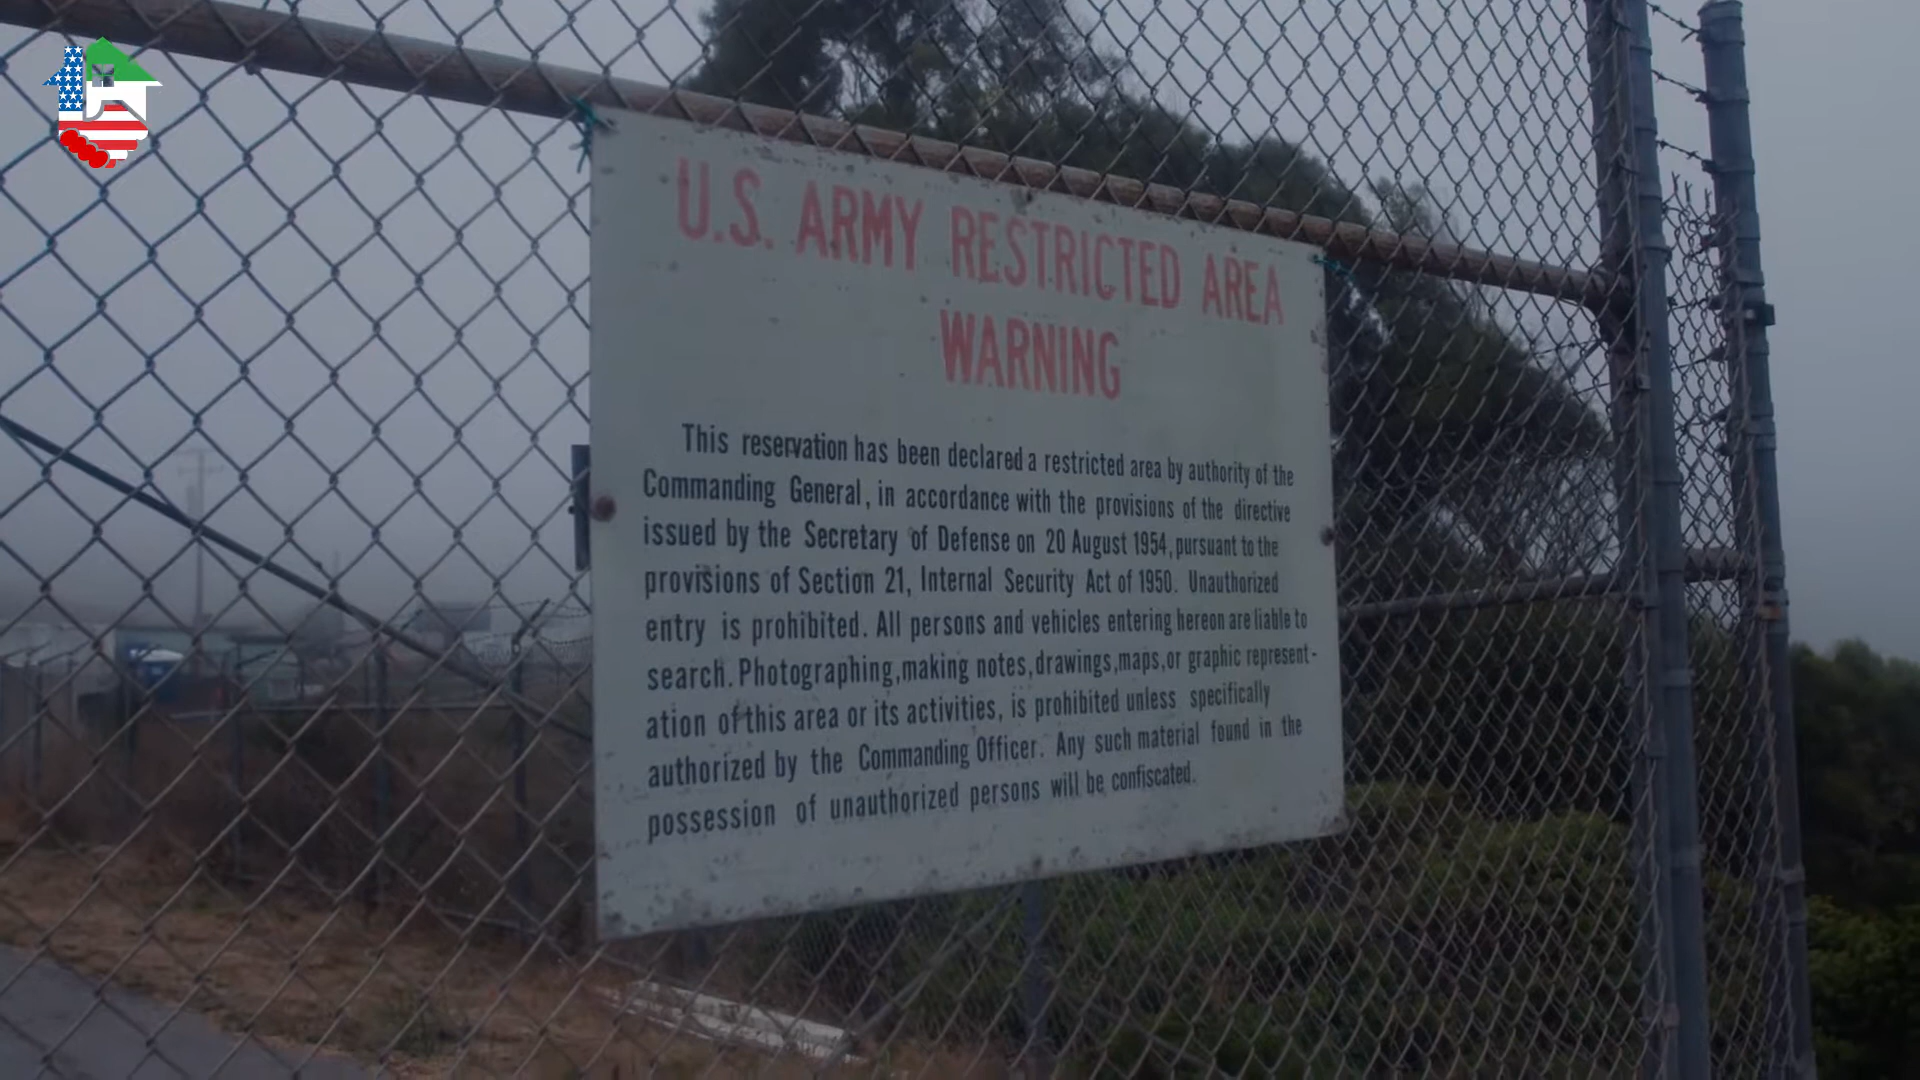 U.S. ARMY RESTRICTED AREA
WARNING
This reservation has been declared a restricted area by authority of the
Commanding General, in accordance with the provisions of the directive
issued by the Secretary of Defense on 20 August 1954, pursuant to the
provisions of Section 21, Internal Security Act of 1950. Unauthorized
entry is prohibited. All persons and vehicles entering hereon are liable to
search. Photographing, making notes, drawings, maps, or graphic represent-
ation of this area or its activities, is prohibited unless specifically
authorized by the Commanding Officer. Any such material found in the
possession of unauthorized persons will be confiscated.